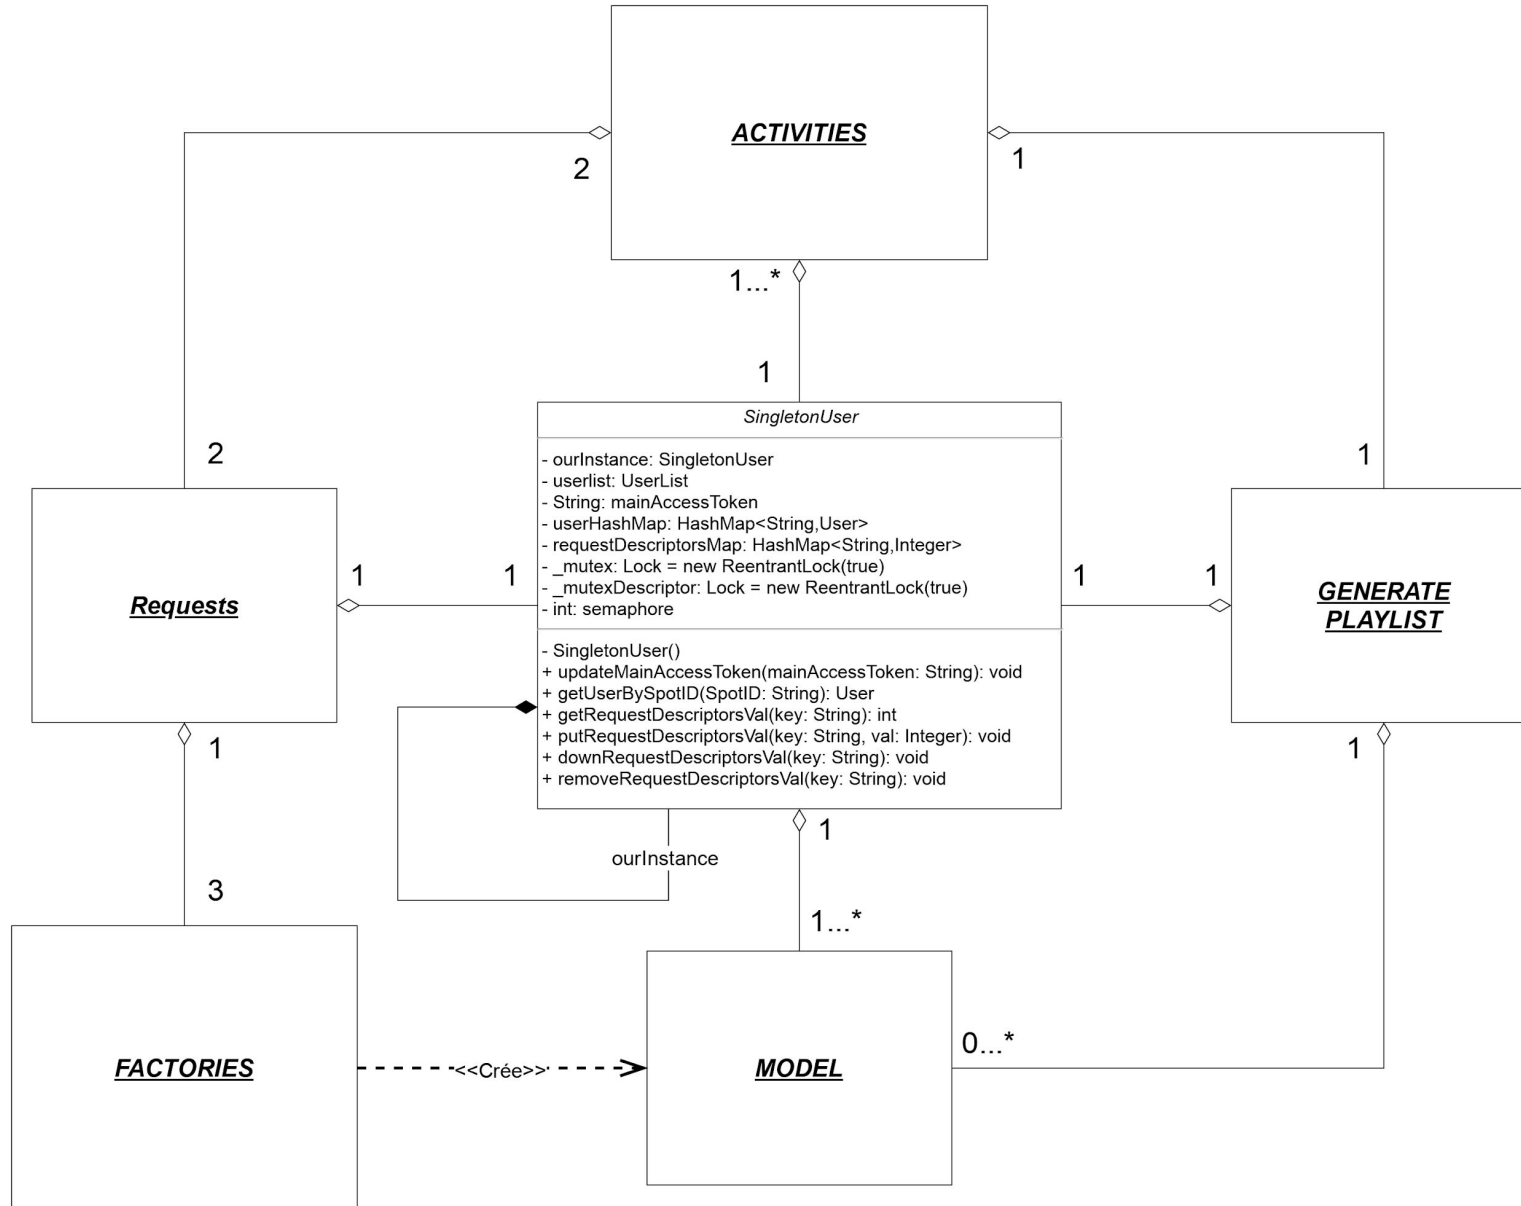 ACTIVITIES
2
1
1...*
1
2
1
SingletonUser
- ourInstance: SingletonUser
- userlist: UserList
- String: mainAccessToken
- userHashMap: HashMap<String,User>
- requestDescriptorsMap: HashMap<String,Integer>
- _mutex: Lock = new ReentrantLock(true)
- _mutexDescriptor: Lock = new ReentrantLock(true)
- int: semaphore
- SingletonUser()
+ updateMainAccessToken(mainAccessToken: String): void
+ getUserBySpotID(SpotID: String): User
+ getRequestDescriptorsVal(key: String): int
+ putRequestDescriptorsVal(key: String, val: Integer): void
+ downRequestDescriptorsVal(key: String): void
+ removeRequestDescriptorsVal(key: String): void
Requests
1
1
1
1
GENERATE
PLAYLIST
1
1
1
ourInstance
3
1...*
FACTORIES
<<Crée>>
MODEL
0...*